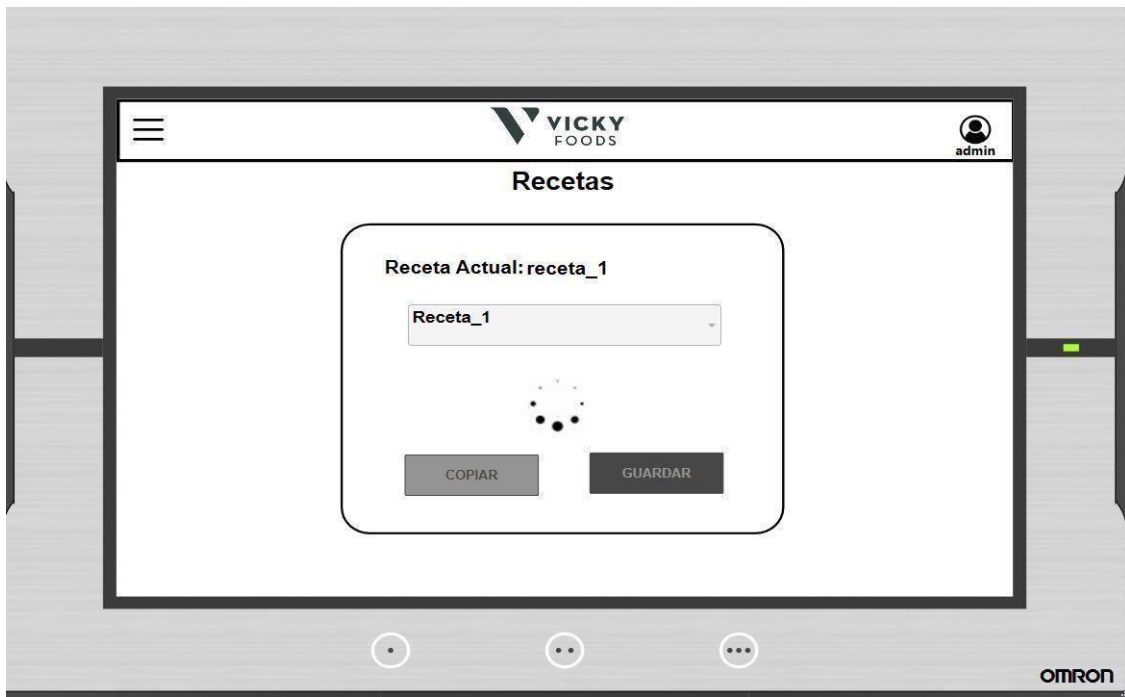 VICKY
FOODS
admin
Recetas
Receta Actual: receta_1
Receta_1
COPIAR
GUARDAR
OMRON